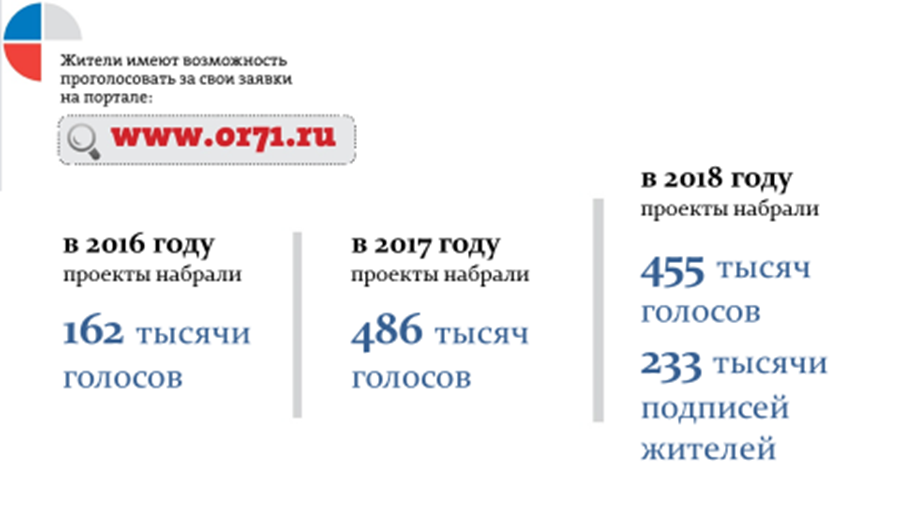 Жители имеют возможность
проголосовать за свои заявки
на портале:
www.or71.ru
в 2016 году
проекты набрали
162 тысячи
голосов
в 2017 году
проекты набрали
486 тысяч
голосов
в 2018 году
проекты набрали
455 тысяч
голосов
233 тысячи
подписей
жителей